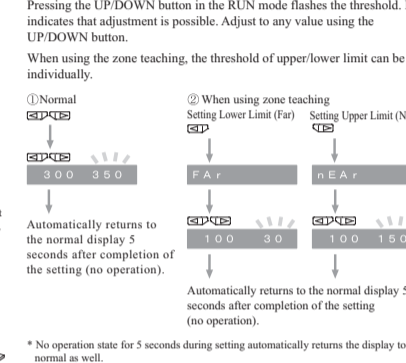 Pressing the UP/DOWN button in the RUN mode flashes the threshold.
indicates that adjustment is possible. Adjust to any value using the
UP/DOWN button.
When using the zone teaching, the threshold of upper/lower limit can be
individually.
①Normal
② When using zone teaching
Setting Lower Limit (Far) Setting Upper Limit (N
300 350
FAr
nEAr
100 30
100 150
Automatically returns to
the normal display 5
seconds after completion of
the setting (no operation).
Automatically returns to the normal display 5
seconds after completion of the setting
(no operation).
* No operation state for 5 seconds during setting automatically returns the display to
normal as well.